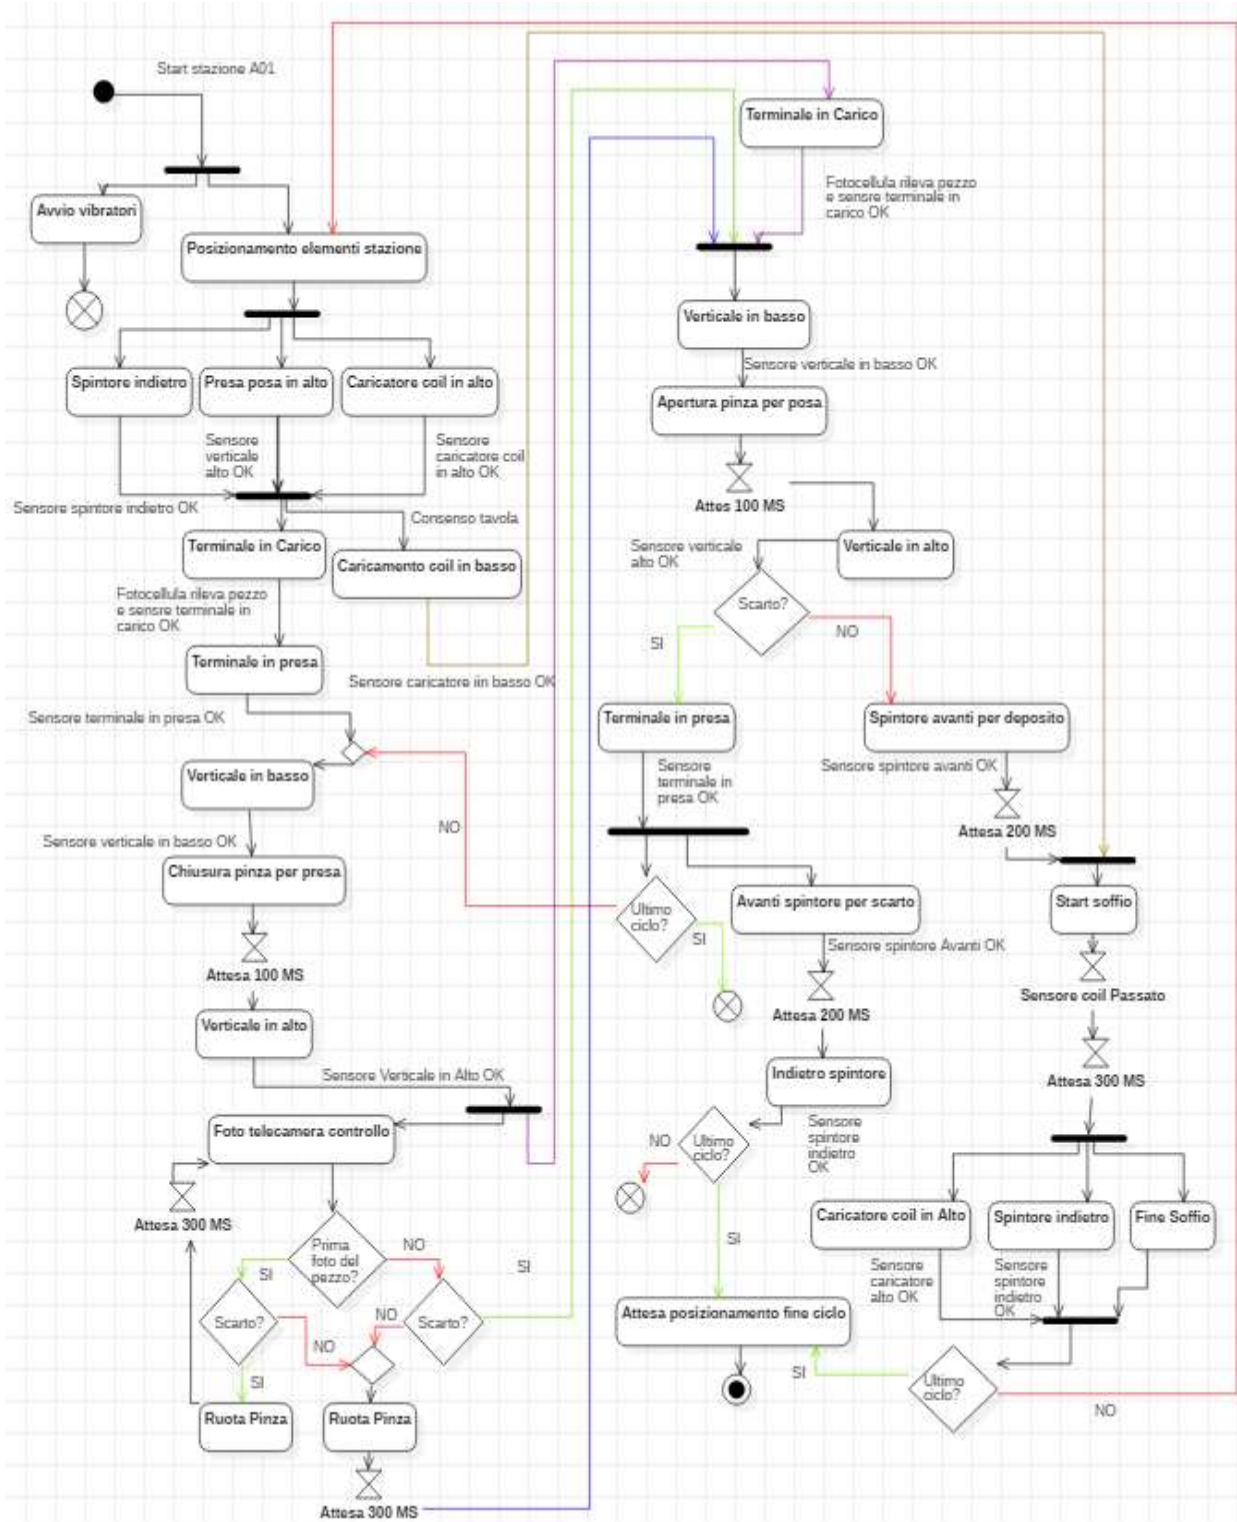 Start stazione A01
Avvio vibratori
Posizionamento elementi stazione
Spintore indietro
Presa posa in alto
Caricatore coil in alto
Sensore
verticale
alto OK
Sensore
caricatore coil
in alto OK
Sensore spintore indietro OK
Consenso tavola
Terminale in Carico
Caricamento coil in basso
Fotocellula rileva pezzo
e sensre terminale in
carico OK
Terminale in presa
Sensore caricatore iin basso OK
Sensore terminale in presa OK
Verticale in basso
NO
Sensore verticale in basso OK
Chiusura pinza per presa
Attesa 100 MS
Verticale in alto
Sensore Verticale in Alto OK
Foto telecamera controllo
Attesa 300 MS
Prima
foto del
pezzo?
NO
SI
SI
Scarto?
NO
NO
Scarto?
SI
Ruota Pinza
Ruota Pinza
Attesa 300 MS
Terminale in Carico
Fotocellula rileva pezzo
e sensre terminale in
carico OK
Verticale in basso
Sensore verticale in basso OK
Apertura pinza per posa
Attes 100 MS
Sensore verticale
alto OK
Verticale in alto
Scarto?
SI
NO
Terminale in presa
Spintore avanti per deposito
Sensore
terminale in
presa OK
Sensore spintore avanti OK
Attesa 200 MS
Ultimo
ciclo?
SI
Avanti spintore per scarto
Start soffio
Sensore spintore Avanti OK
Attesa 200 MS
Sensore coil Passato
Indietro spintore
Attesa 300 MS
Sensore
spintore
indietro
OK
NO
Ultimo
ciclo?
SI
Caricatore coil in Alto
Spintore indietro
Fine Soffio
Sensore
caricatore
alto OK
Sensore
spintore
indietro
OK
Attesa posizionamento fine ciclo
SI
Ultimo
ciclo?
NO